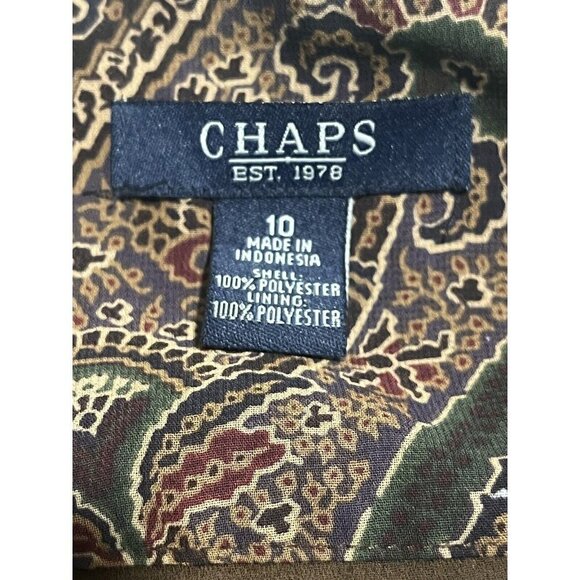 CHAPS
EST. 1978
10
MADE IN
INDONESIA
SHELL:
100% POLYESTER
LINING:
100% POLYESTER